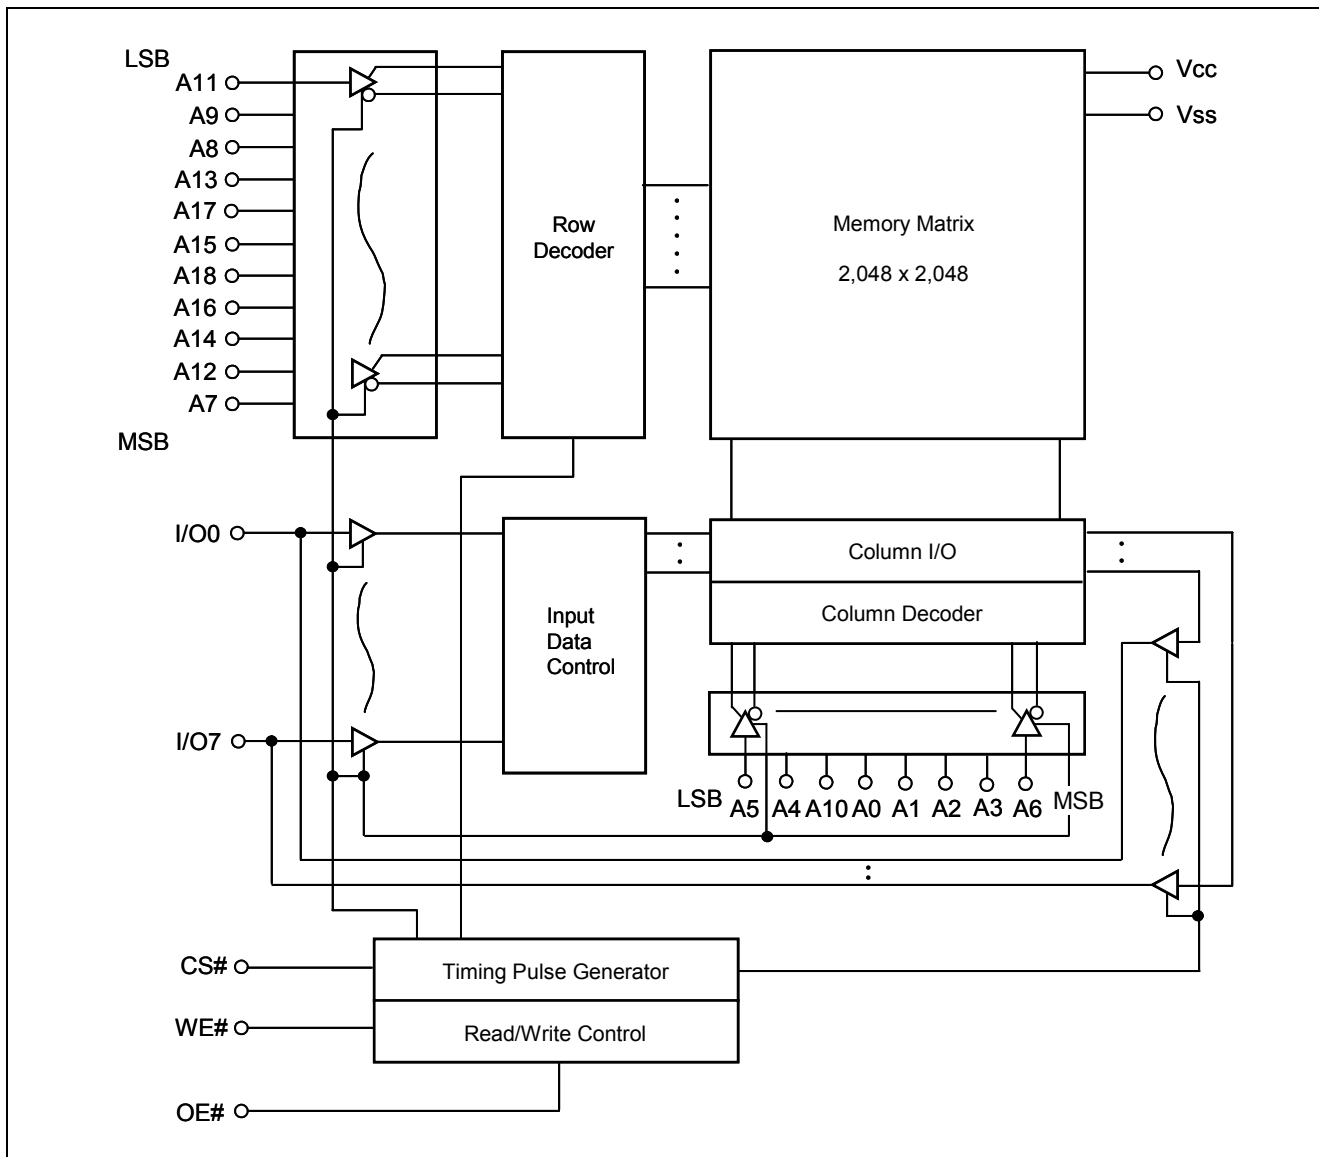 LSB
A11
A9
A8
A13
A17
A15
A18
A16
A14
A12
A7
MSB
Row
Decoder
Memory Matrix
2,048 x 2,048
Vcc
Vss
I/O0
I/O7
Input
Data
Control
Column I/O
Column Decoder
LSB
A5
A4
A10
A0
A1
A2
A3
A6
MSB
CS#
WE#
OE#
Timing Pulse Generator
Read/Write Control